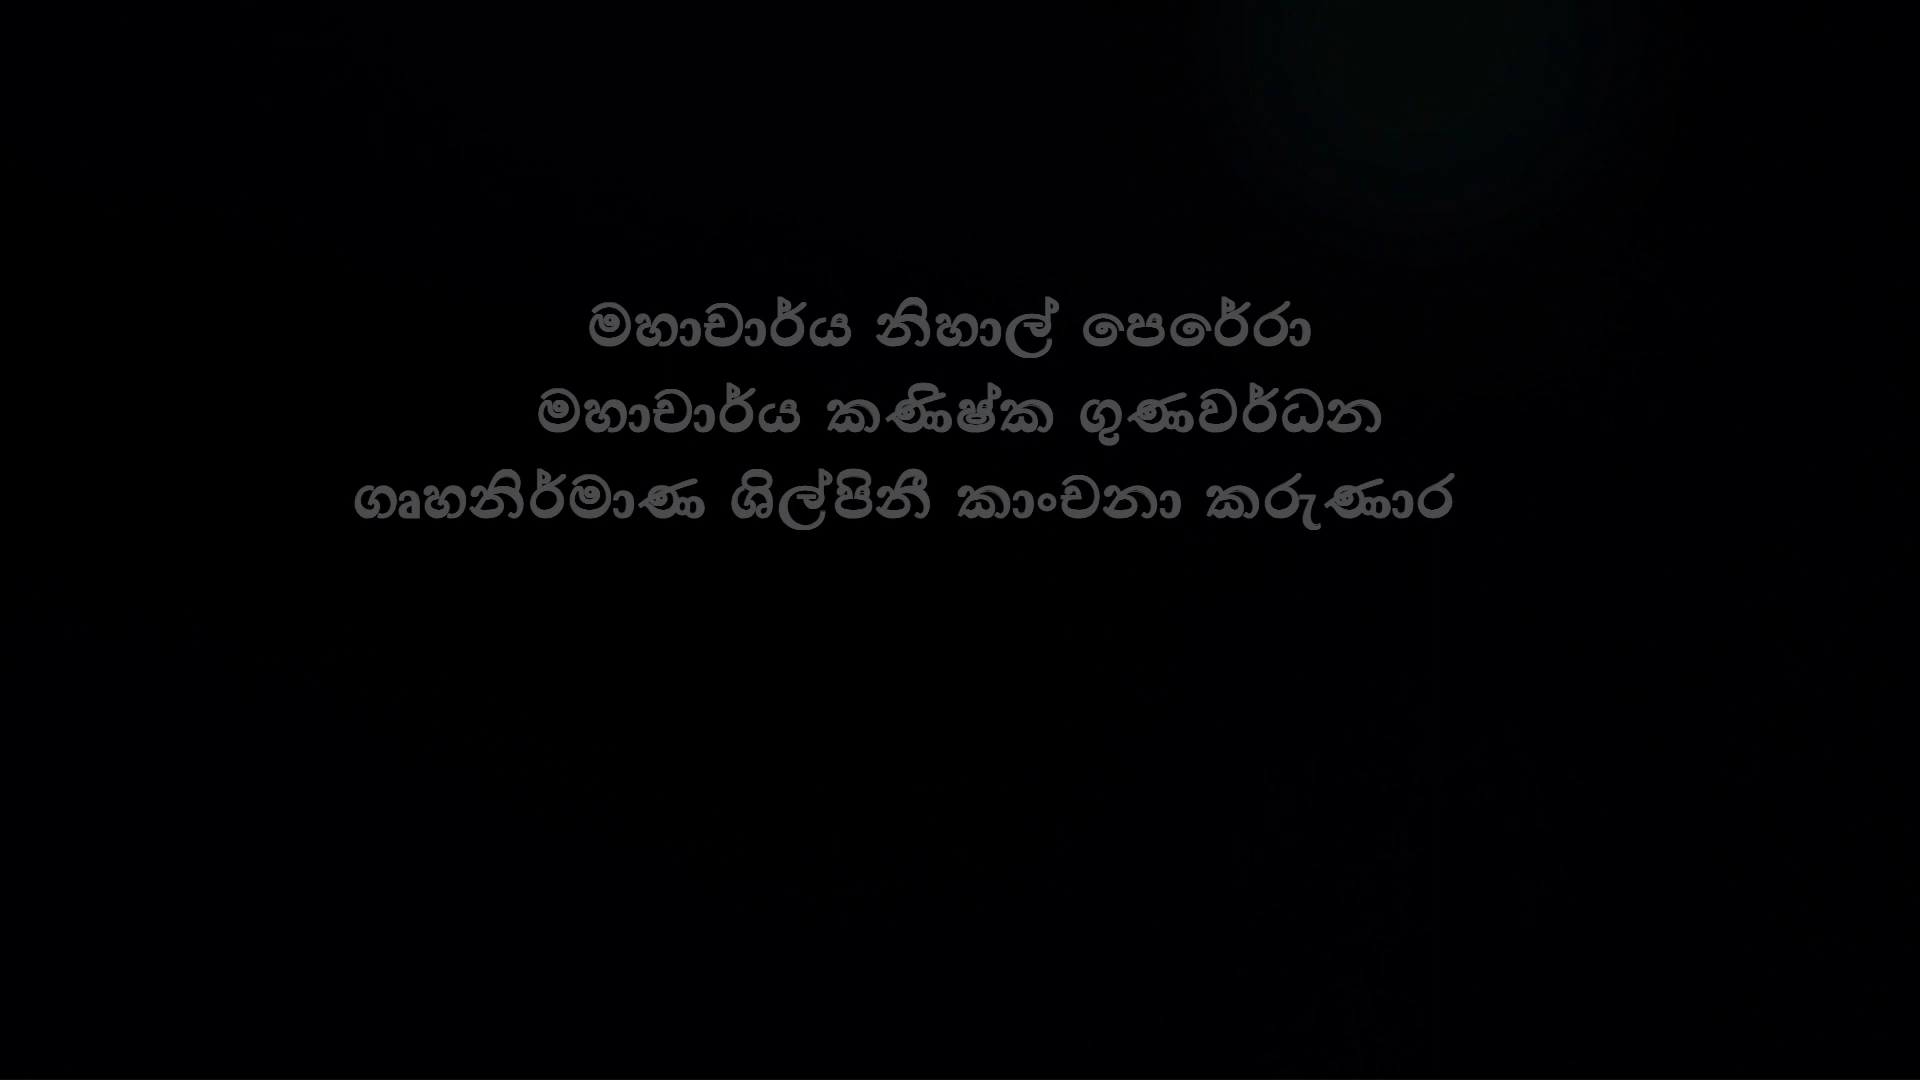 මහාචාර්ය නිහාල් පෙරේරා
මහාචාර්ය කණිෂ්ක ගුණවර්ධන
ගෘහනිර්මාණ ශිල්පිනී කාංචනා කරුණාර